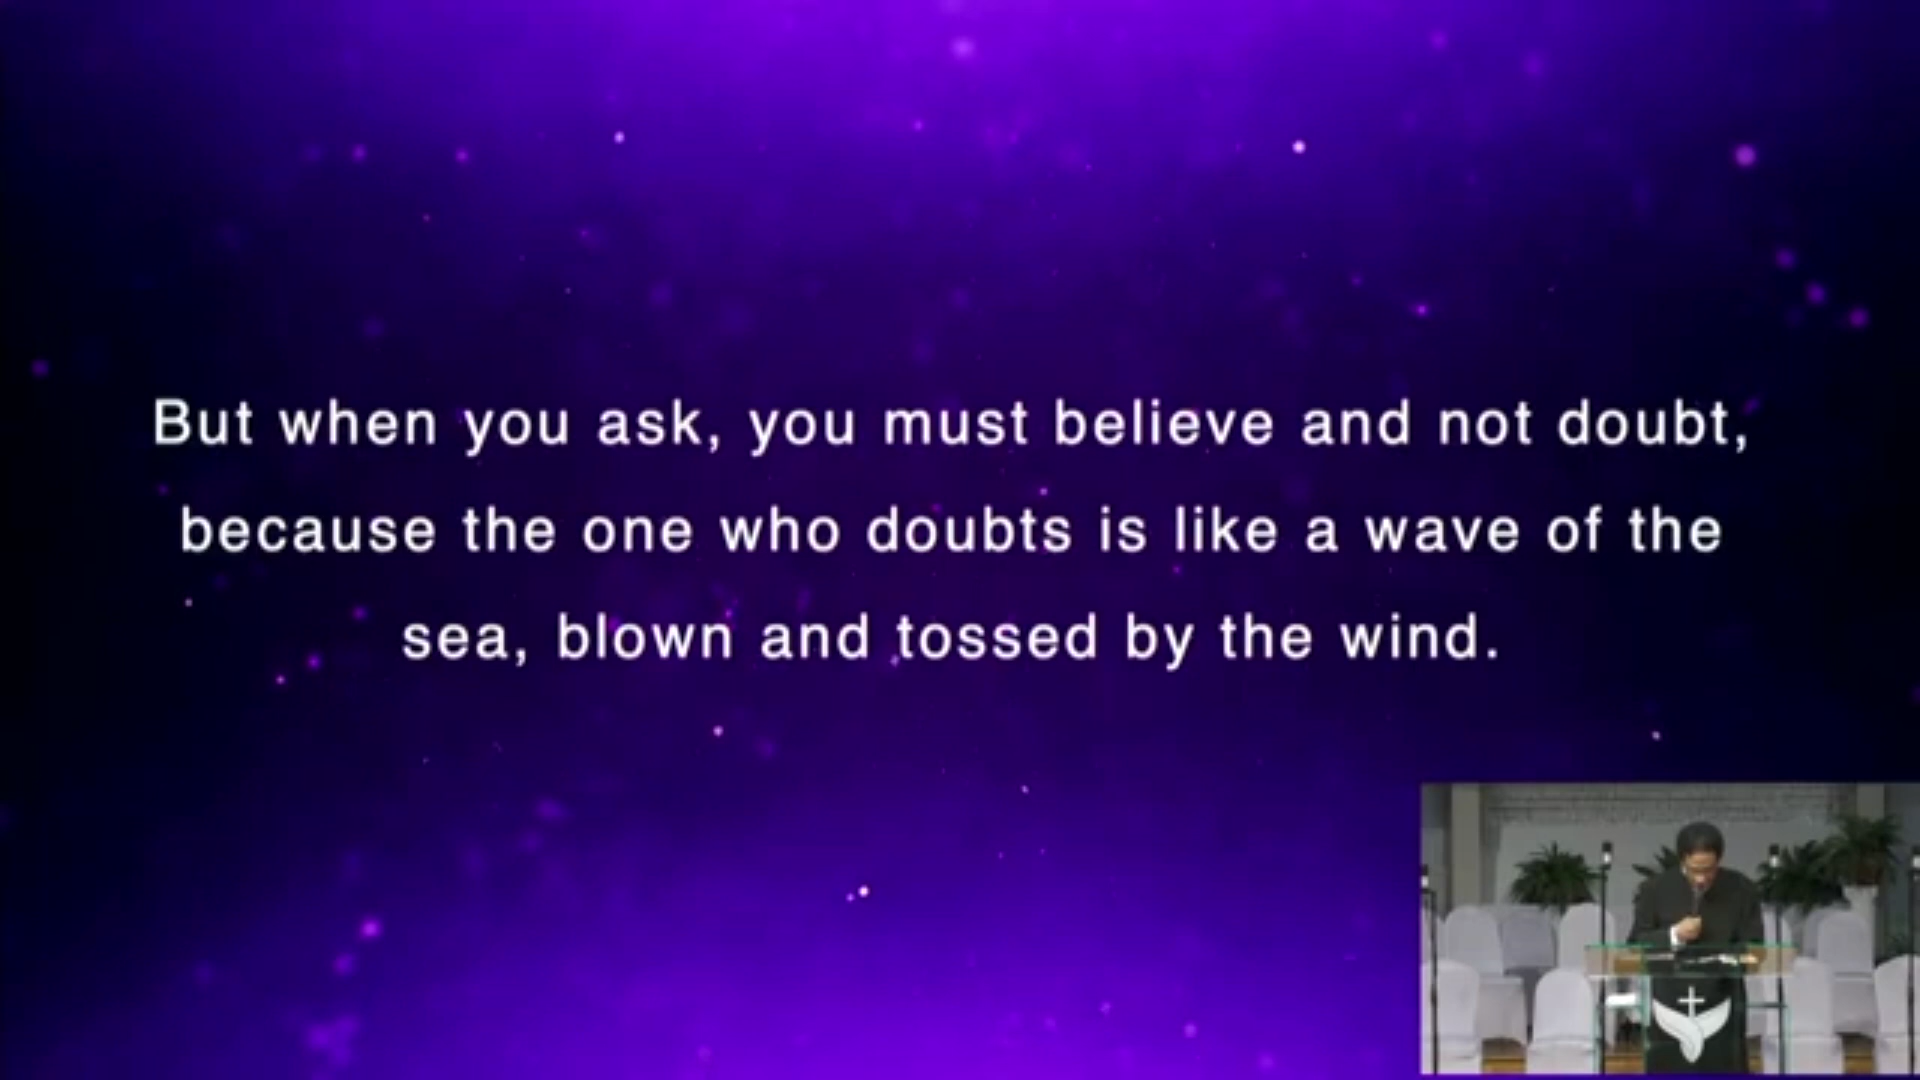 But when you ask, you must believe and not doubt,
because the one who doubts is like a wave of the
sea, blown and tossed by the wind.